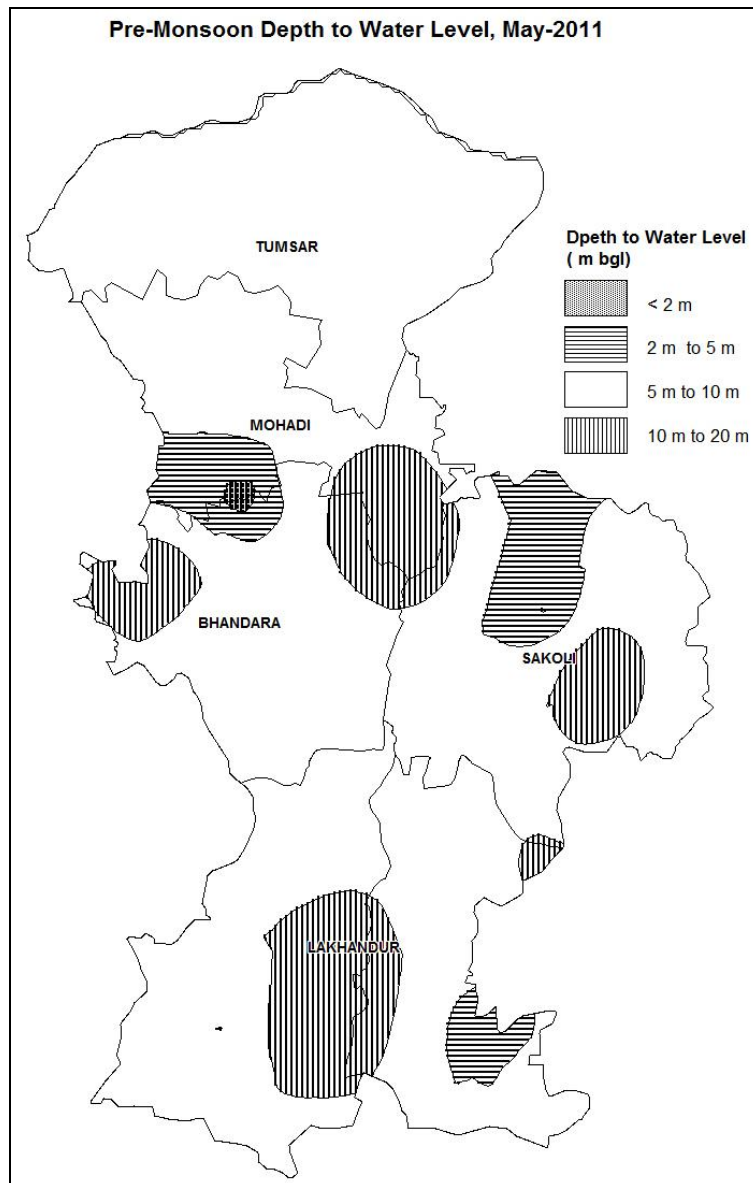 Pre-Monsoon Depth to Water Level, May-2011
TUMSAR
Dpeth to Water Level
( m bgl)
< 2 m
2 m to 5 m
5 m to 10 m
10 m to 20 m
MOHADI
BHANDARA
SAKOLI
LAKHANDUR